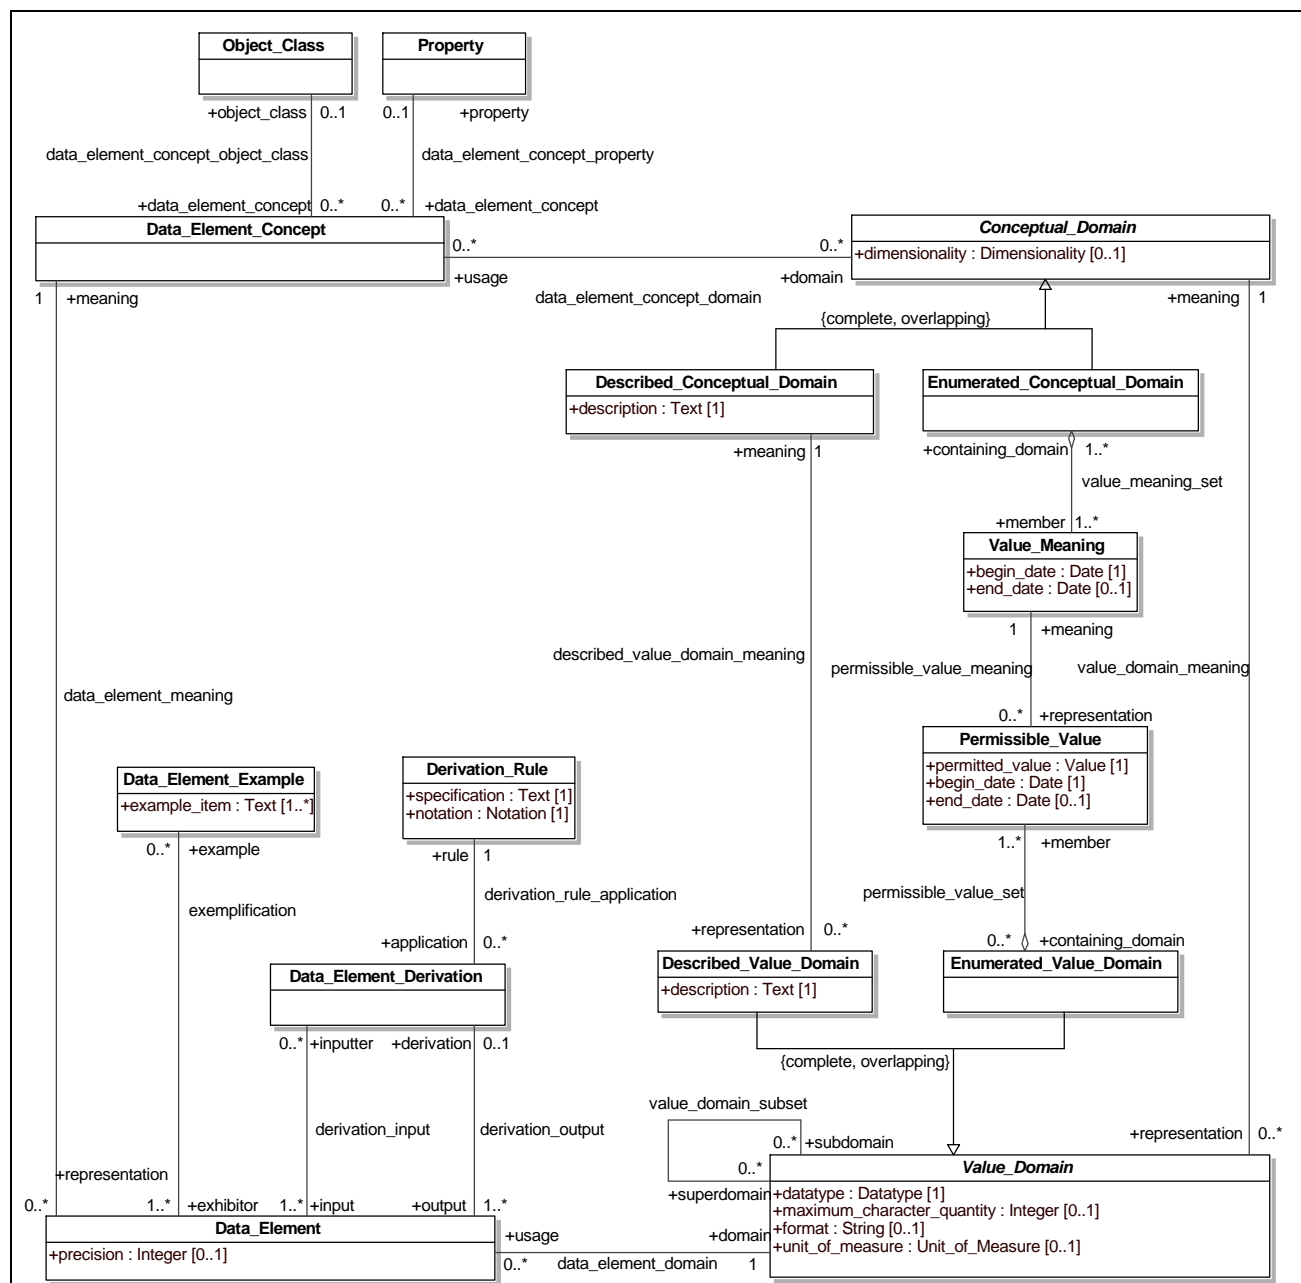 Object_Class
Property
+object_class 0..1
0..1 +property
data_element_concept_object_class
data_element_concept_property
+data_element_concept 0..*
0..* +data_element_concept
Data_Element_Concept
Conceptual_Domain
+dimensionality : Dimensionality [0..1]
0..*
0..*
+usage
+domain
data_element_concept_domain
1 +meaning
+meaning 1
{complete, overlapping}
Described_Conceptual_Domain
+description : Text [1]
Enumerated_Conceptual_Domain
+meaning 1
+containing_domain 1..*
value_meaning_set
+member 1..*
Value_Meaning
+begin_date : Date [1]
+end_date : Date [0..1]
1 +meaning
described_value_domain_meaning
permissible_value_meaning
value_domain_meaning
data_element_meaning
0..* +representation
Permissible_Value
+permitted_value : Value [1]
+begin_date : Date [1]
+end_date : Date [0..1]
Data_Element_Example
+example_item : Text [1..*]
Derivation_Rule
+specification : Text [1]
+notation : Notation [1]
0..* +example
+rule 1
1..* +member
exemplification
derivation_rule_application
permissible_value_set
+application 0..*
+representation 0..*
0..* +containing_domain
Data_Element_Derivation
Described_Value_Domain
+description : Text [1]
Enumerated_Value_Domain
0..* +inputter
+derivation 0..1
{complete, overlapping}
value_domain_subset
derivation_input
derivation_output
0..* +subdomain
+representation 0..*
0..*
+superdomain
Value_Domain
+datatype : Datatype [1]
+maximum_character_quantity : Integer [0..1]
+format : String [0..1]
+unit_of_measure : Unit_of_Measure [0..1]
+representation
0..*
1..* +exhibitor
1..* +input
+output 1..*
Data_Element
+precision : Integer [0..1]
+usage
+domain
0..*
data_element_domain
1